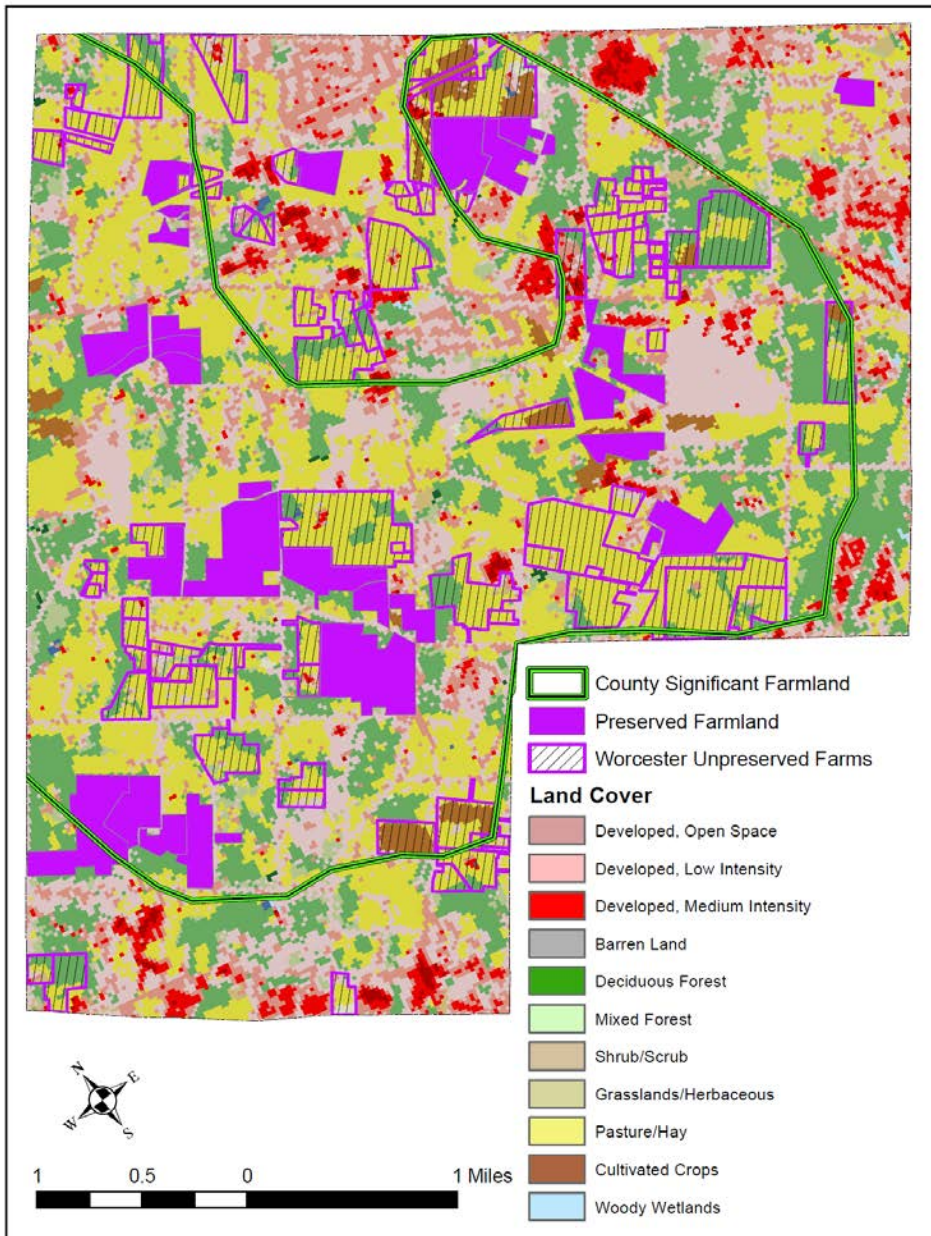 County Significant Farmland
Preserved Farmland
Worcester Unpreserved Farms
Land Cover
Developed, Open Space
Developed, Low Intensity
Developed, Medium Intensity
Barren Land
Deciduous Forest
Mixed Forest
Shrub/Scrub
Grasslands/Herbaceous
Pasture/Hay
Cultivated Crops
Woody Wetlands
N
E
W
S
1 0.5 0 1 Miles